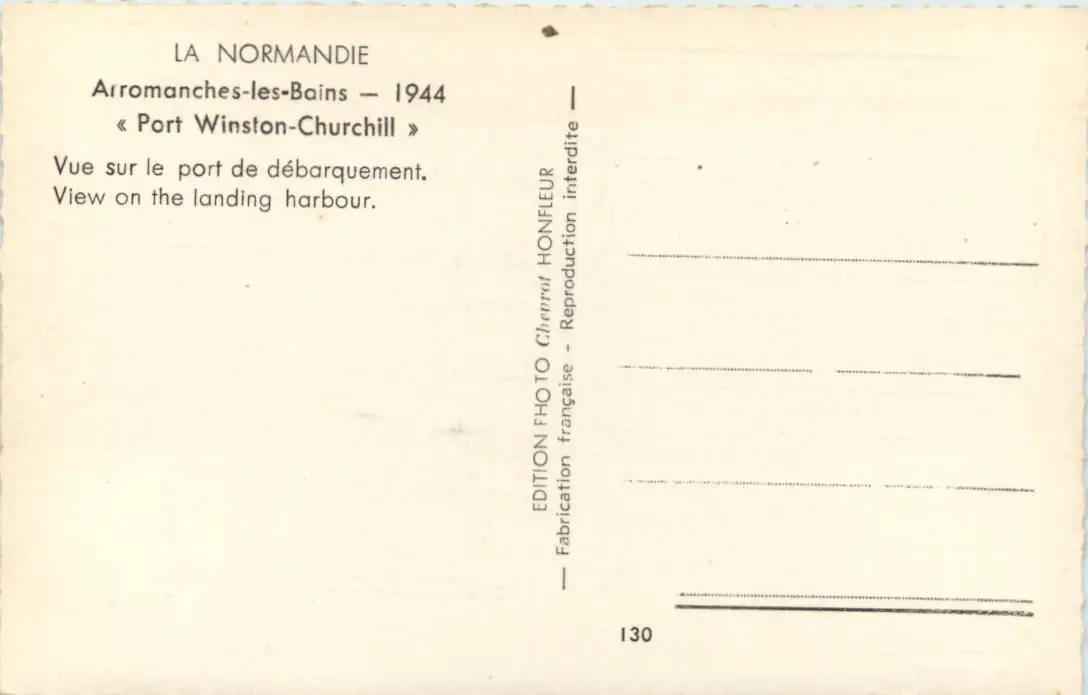 LA NORMANDIE
Arromanches-les-Bains — 1944
« Port Winston-Churchill »
Vue sur le port de débarquement.
View on the landing harbour.
EDITION FHOTO Chevrot HONFLEUR
— Fabrication française - Reproduction interdite —
130